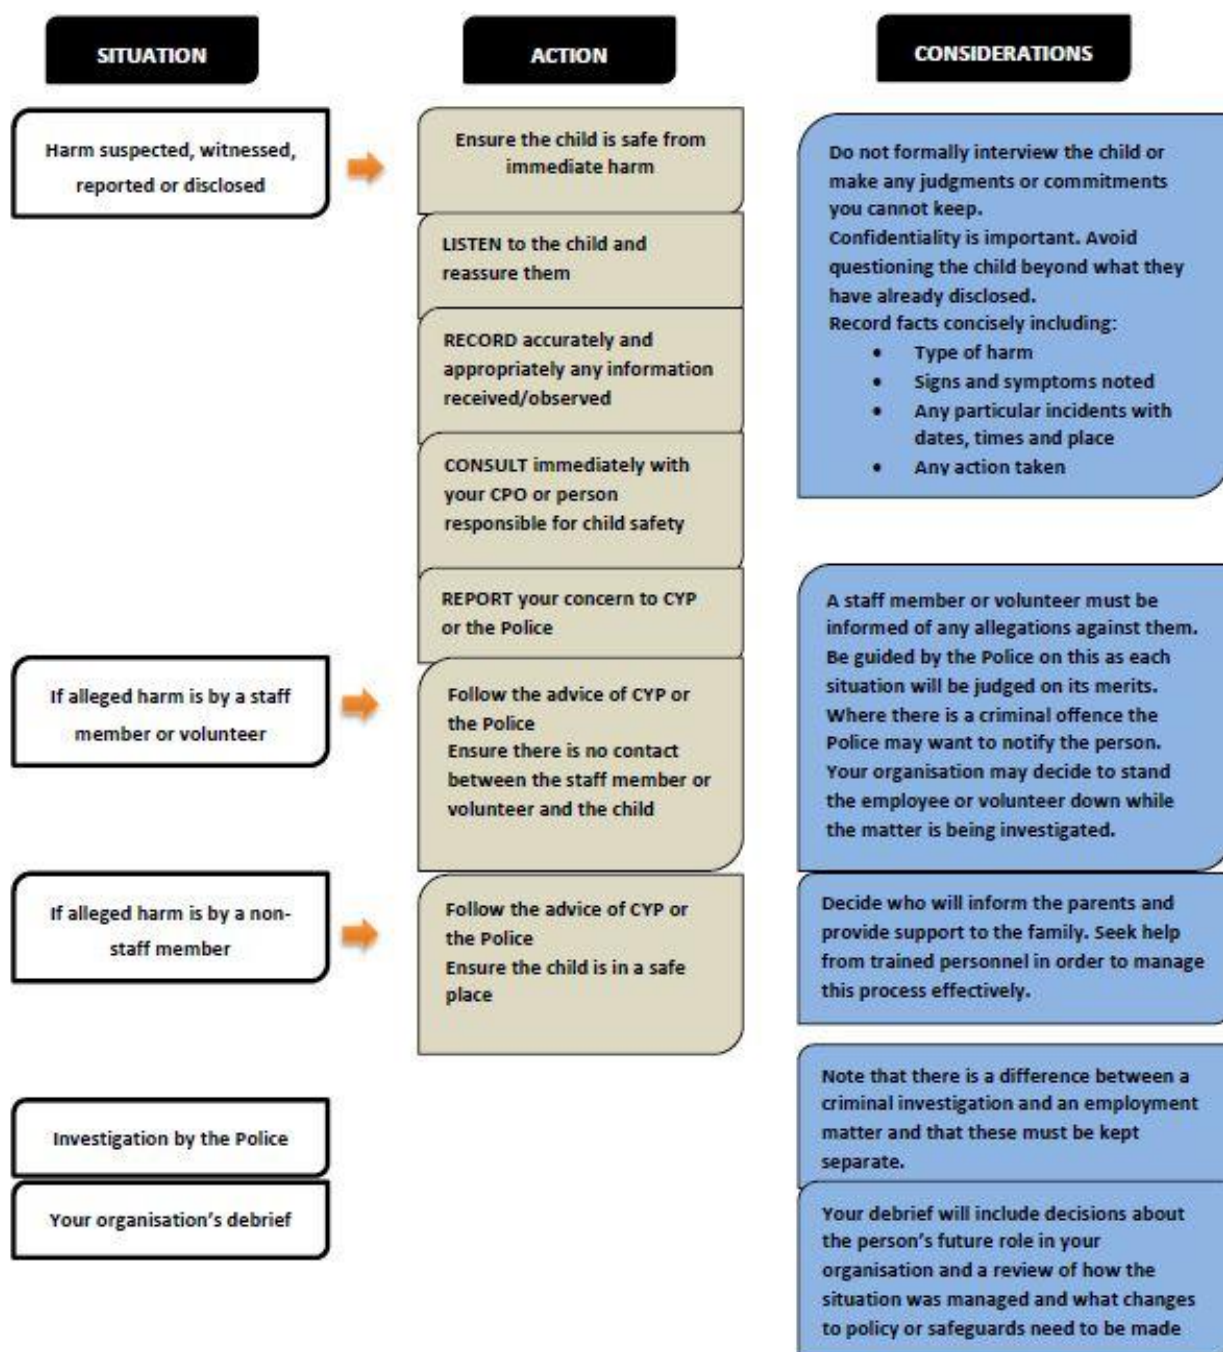 SITUATION
ACTION
CONSIDERATIONS
Harm suspected, witnessed,
reported or disclosed
Ensure the child is safe from
immediate harm
LISTEN to the child and
reassure them
RECORD accurately and
appropriately any information
received/observed
CONSULT immediately with
your CPO or person
responsible for child safety
REPORT your concern to CYP
or the Police
Do not formally interview the child or
make any judgments or commitments
you cannot keep.
Confidentiality is important. Avoid
questioning the child beyond what they
have already disclosed.
Record facts concisely including:
• Type of harm
• Signs and symptoms noted
• Any particular incidents with
dates, times and place
• Any action taken
If alleged harm is by a staff
member or volunteer
Follow the advice of CYP or
the Police
Ensure there is no contact
between the staff member or
volunteer and the child
A staff member or volunteer must be
informed of any allegations against them.
Be guided by the Police on this as each
situation will be judged on its merits.
Where there is a criminal offence the
Police may want to notify the person.
Your organisation may decide to stand
the employee or volunteer down while
the matter is being investigated.
If alleged harm is by a non-
staff member
Follow the advice of CYP or
the Police
Ensure the child is in a safe
place
Decide who will inform the parents and
provide support to the family. Seek help
from trained personnel in order to manage
this process effectively.
Investigation by the Police
Note that there is a difference between a
criminal investigation and an employment
matter and that these must be kept
separate.
Your organisation’s debrief
Your debrief will include decisions about
the person’s future role in your
organisation and a review of how the
situation was managed and what changes
to policy or safeguards need to be made